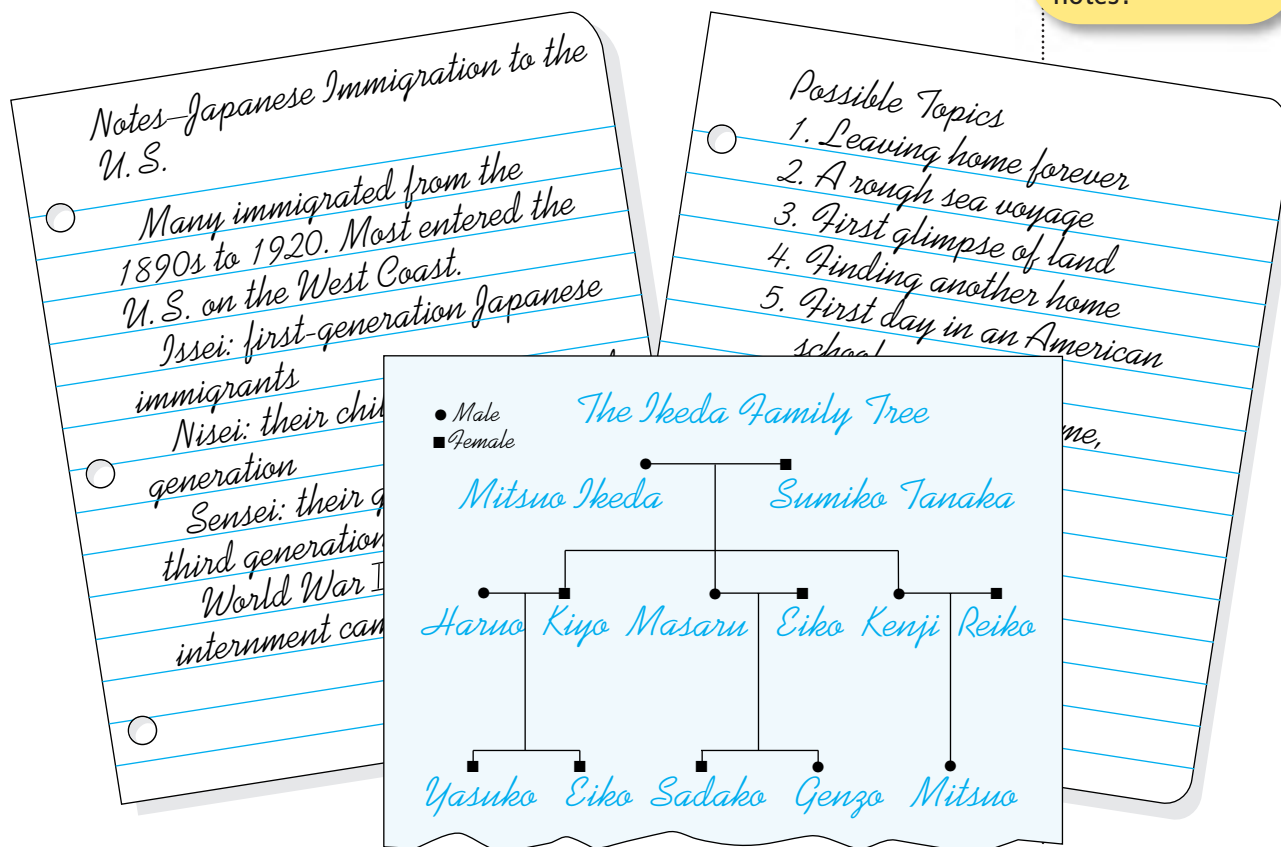 notes?
Notes—Japanese Immigration to the
U. S.
Many immigrated from the
1890s to 1920. Most entered the
U. S. on the West Coast.
Issei: first-generation Japanese
immigrants
Nisei: their
generation
Sensei: their
third generation
World War
internment
Possible Topics
1. Leaving home forever
2. A rough sea voyage
3. First glimpse of land
4. Finding another home
5. First day in an American
school
The Ikeda Family Tree
Male
Female
Mitsuo Ikeda Sumiko Tanaka
Haruo Kiyo Masaru Eiko Kenji Reiko
Yasuko Eiko Sadako Genzo Mitsuo